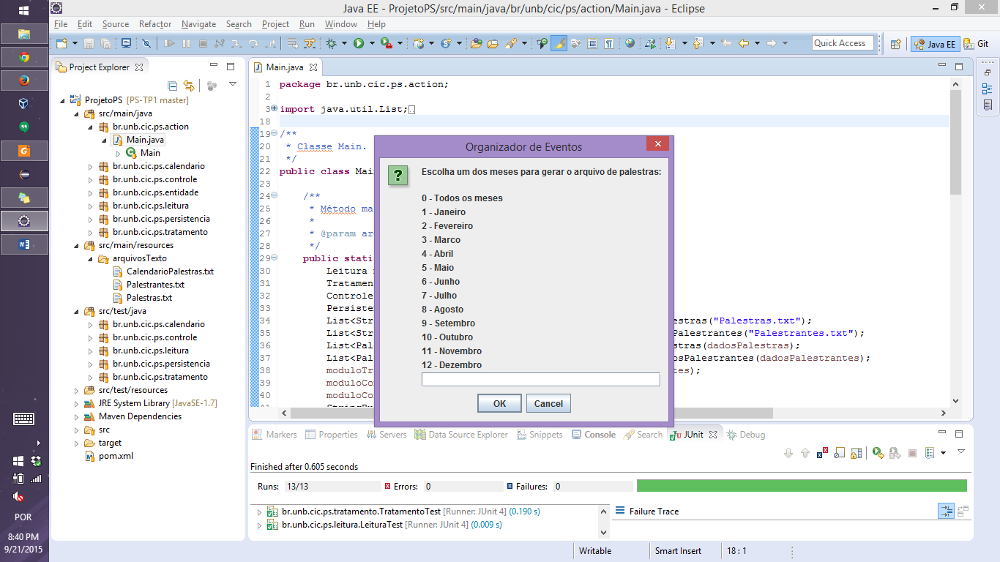 Java EE - ProjetoPS/src/main/java/br/unb/cic/ps/action/Main.java - Eclipse
File Edit Source Refactor Navigate Search Project Run Window Help
Quick Access
Java EE
Git
Project Explorer
ProjetoPS [PS-TP1 master]
src/main/java
br.unb.cic.ps.action
Main.java
Main
br.unb.cic.ps.calendario
br.unb.cic.ps.controle
br.unb.cic.ps.entidade
br.unb.cic.ps.leitura
br.unb.cic.ps.persistencia
br.unb.cic.ps.tratamento
src/main/resources
arquivosTexto
CalendarioPalestras.txt
Palestrantes.txt
Palestras.txt
src/test/java
br.unb.cic.ps.calendario
br.unb.cic.ps.controle
br.unb.cic.ps.leitura
br.unb.cic.ps.persistencia
br.unb.cic.ps.tratamento
src/test/resources
JRE System Library [JavaSE-1.7]
Maven Dependencies
src
target
pom.xml
Main.java
1 package br.unb.cic.ps.action;
2
3 import java.util.List;
18
19 /**
20 * Classe Main.
21 */
22 public class Mai
23
24 /**
25 * Método ma
26 *
27 * @param ar
28 */
29 public stati
30 Leitura
31 Tratamen
32 Controle
33 Persiste
34 List<Str estras("Palestras.txt");
35 List<Str Palestrantes("Palestrantes.txt");
36 List<Pal stras(dadosPalestras);
37 List<Pal osPalestrantes(dadosPalestrantes);
38 moduloTr tes);
39 moduloCo
40 moduloCo
Organizador de Eventos
Escolha um dos meses para gerar o arquivo de palestras:
0 - Todos os meses
1 - Janeiro
2 - Fevereiro
3 - Marco
4 - Abril
5 - Maio
6 - Junho
7 - Julho
8 - Agosto
9 - Setembro
10 - Outubro
11 - Novembro
12 - Dezembro
OK Cancel
Markers Properties Servers Data Source Explorer Snippets Console Search JUnit Debug
Finished after 0.605 seconds
Runs: 13/13 Errors: 0 Failures: 0
br.unb.cic.ps.tratamento.TratamentoTest [Runner: JUnit 4] (0.190 s)
br.unb.cic.ps.leitura.LeituraTest [Runner: JUnit 4] (0.009 s)
Failure Trace
Writable Smart Insert 18 : 1
POR
8:40 PM
9/21/2015